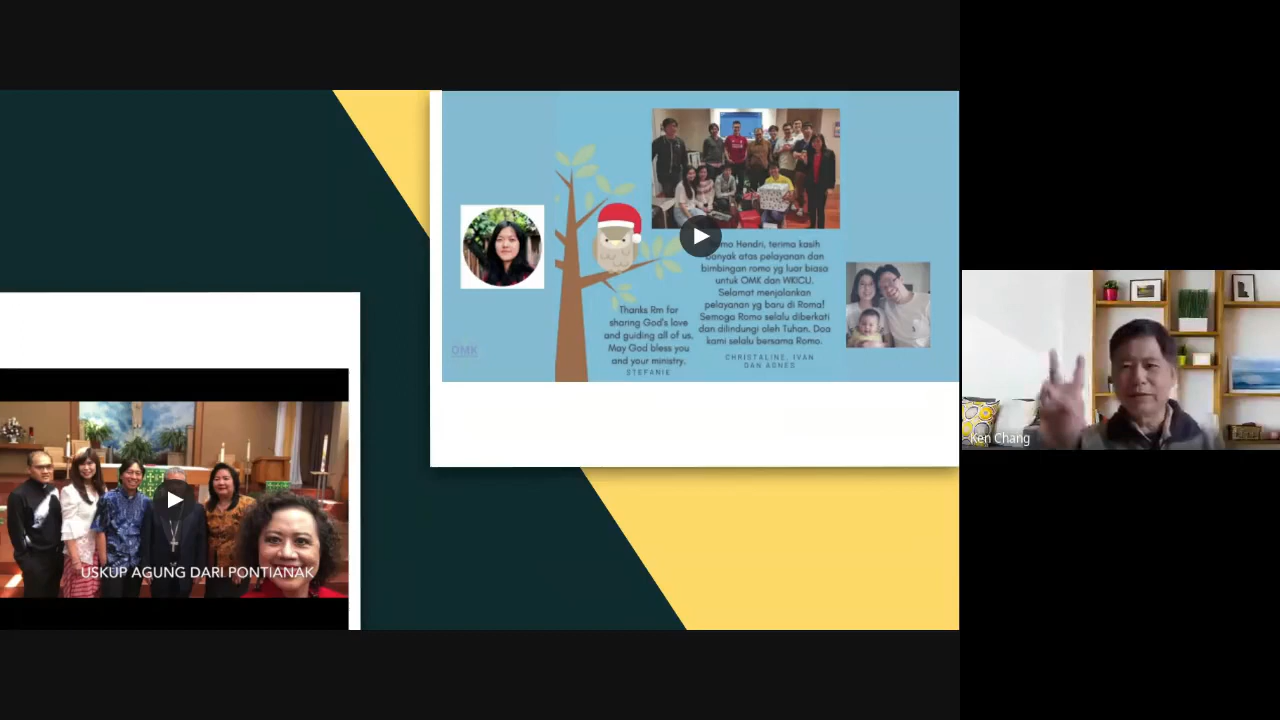 Romo Hendri, terima kasih
banyak atas pelayanan dan
bimbingan romo yg luar biasa
untuk OMK dan WKICU.
Selamat menjalankan
pelayanan yg baru di Roma!
Semoga Romo selalu diberkati
dan dilindungi oleh Tuhan. Doa
kami selalu bersama Romo.
CHRISTALINE, IVAN
DAN AGNES
Thanks Rm for
sharing God's love
and guiding all of us.
May God bless you
and your ministry.
STEFANIE
OMK
USKUP AGUNG DARI PONTIANAK
Ken Chang